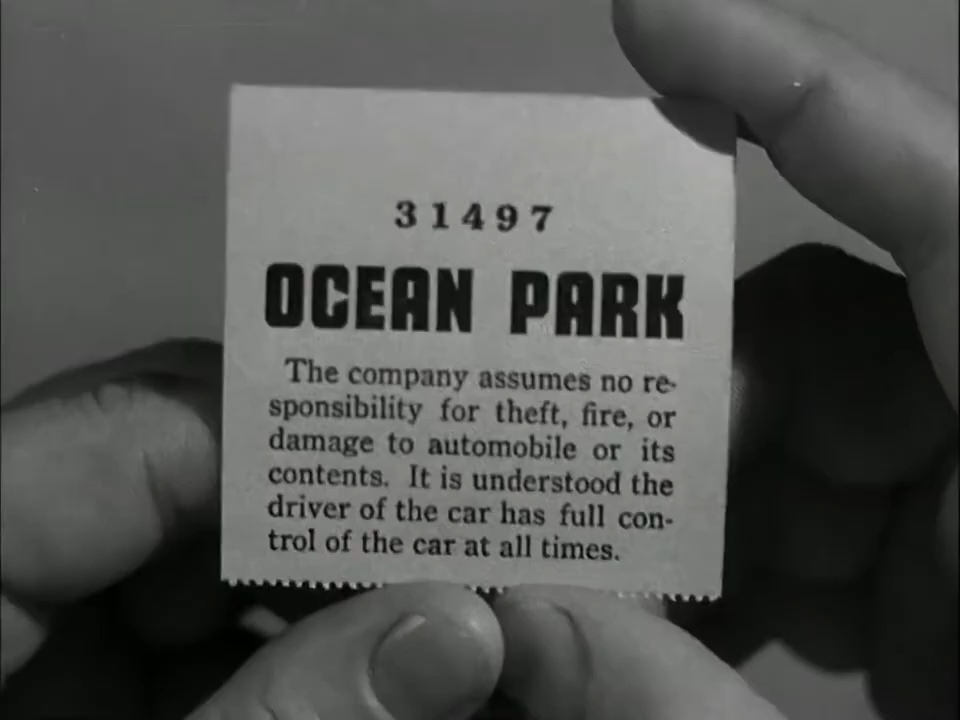 31497
OCEAN PARK
The company assumes no re-
sponsibility for theft, fire, or
damage to automobile or its
contents. It is understood the
driver of the car has full con-
trol of the car at all times.